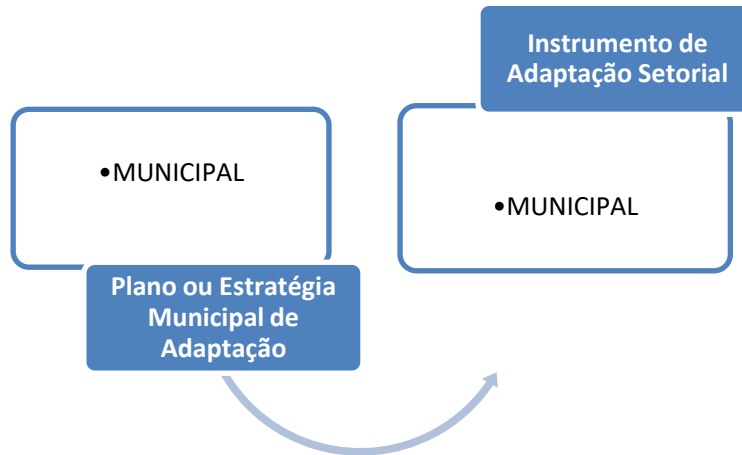 •MUNICIPAL
Plano ou Estratégia
Municipal de
Adaptação
Instrumento de
Adaptação Setorial
•MUNICIPAL